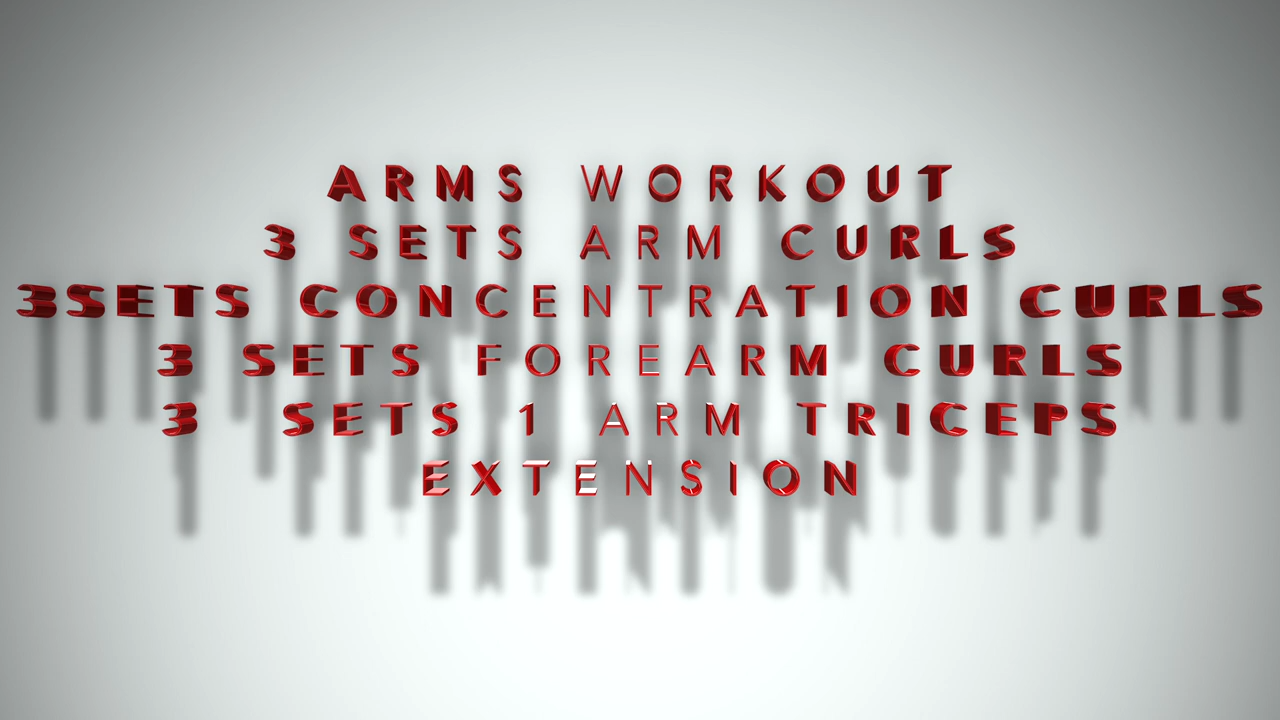 ARMS WORKOUT
3 SETS ARM CURLS
3SETS CONCENTRATION CURLS
3 SETS FOREARM CURLS
3 SETS 1 ARM TRICEPS
EXTENSION